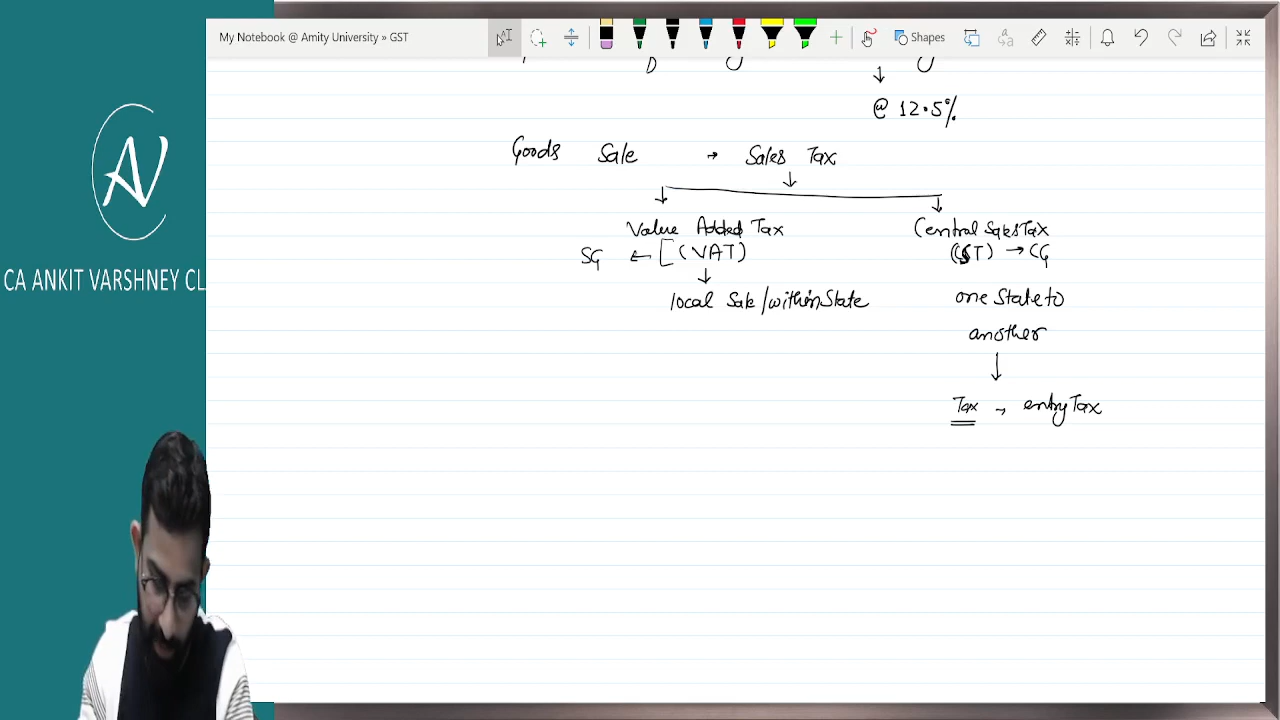 My Notebook @ Amity University » GST
Shapes
@ 12.5%
Goods Sale → Sales Tax
Value Added Tax
Central Sales Tax
SG ← [(VAT)
(CST) → CG
local Sale/within State
one State to
another
Tax → entry Tax
AV
CA ANKIT VARSHNEY CL